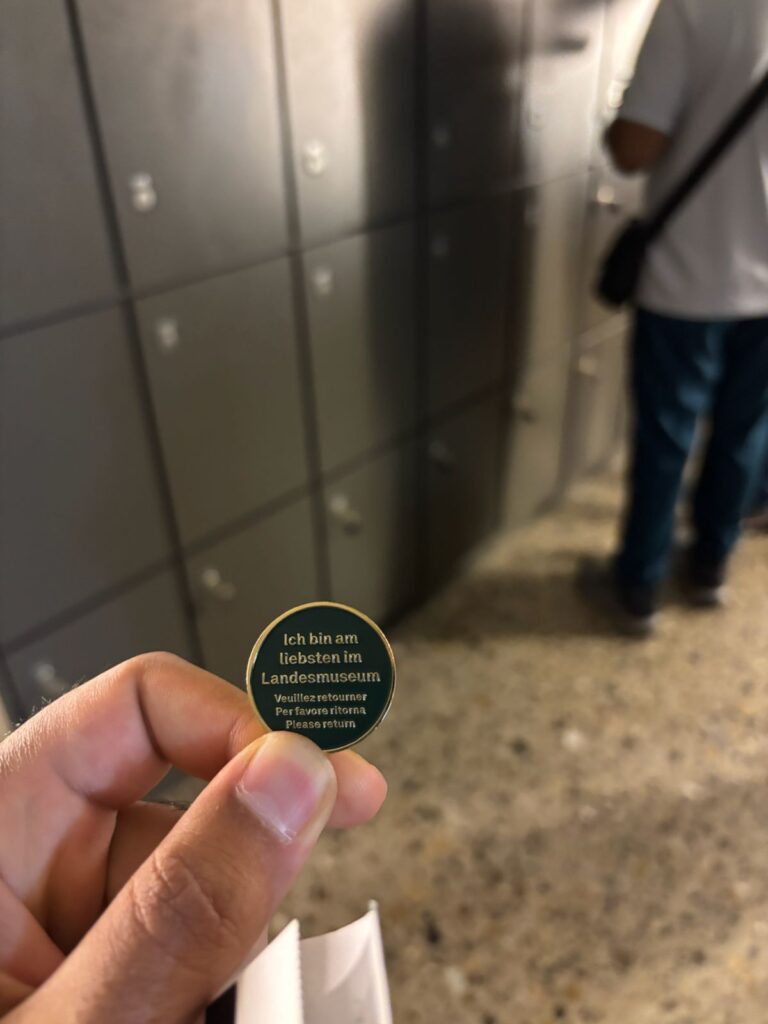 Ich bin am
liebsten im
Landesmuseum
Veuillez retourner
Per favore ritorna
Please return